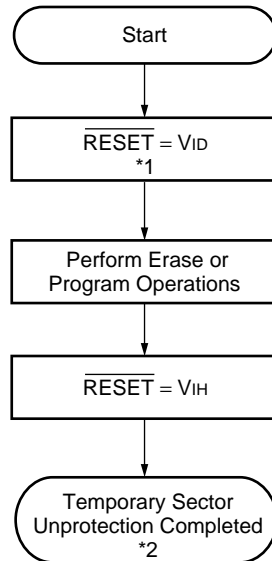 Start
RESET = VID
*1
Perform Erase or
Program Operations
RESET = VIH
Temporary Sector
Unprotection Completed
*2